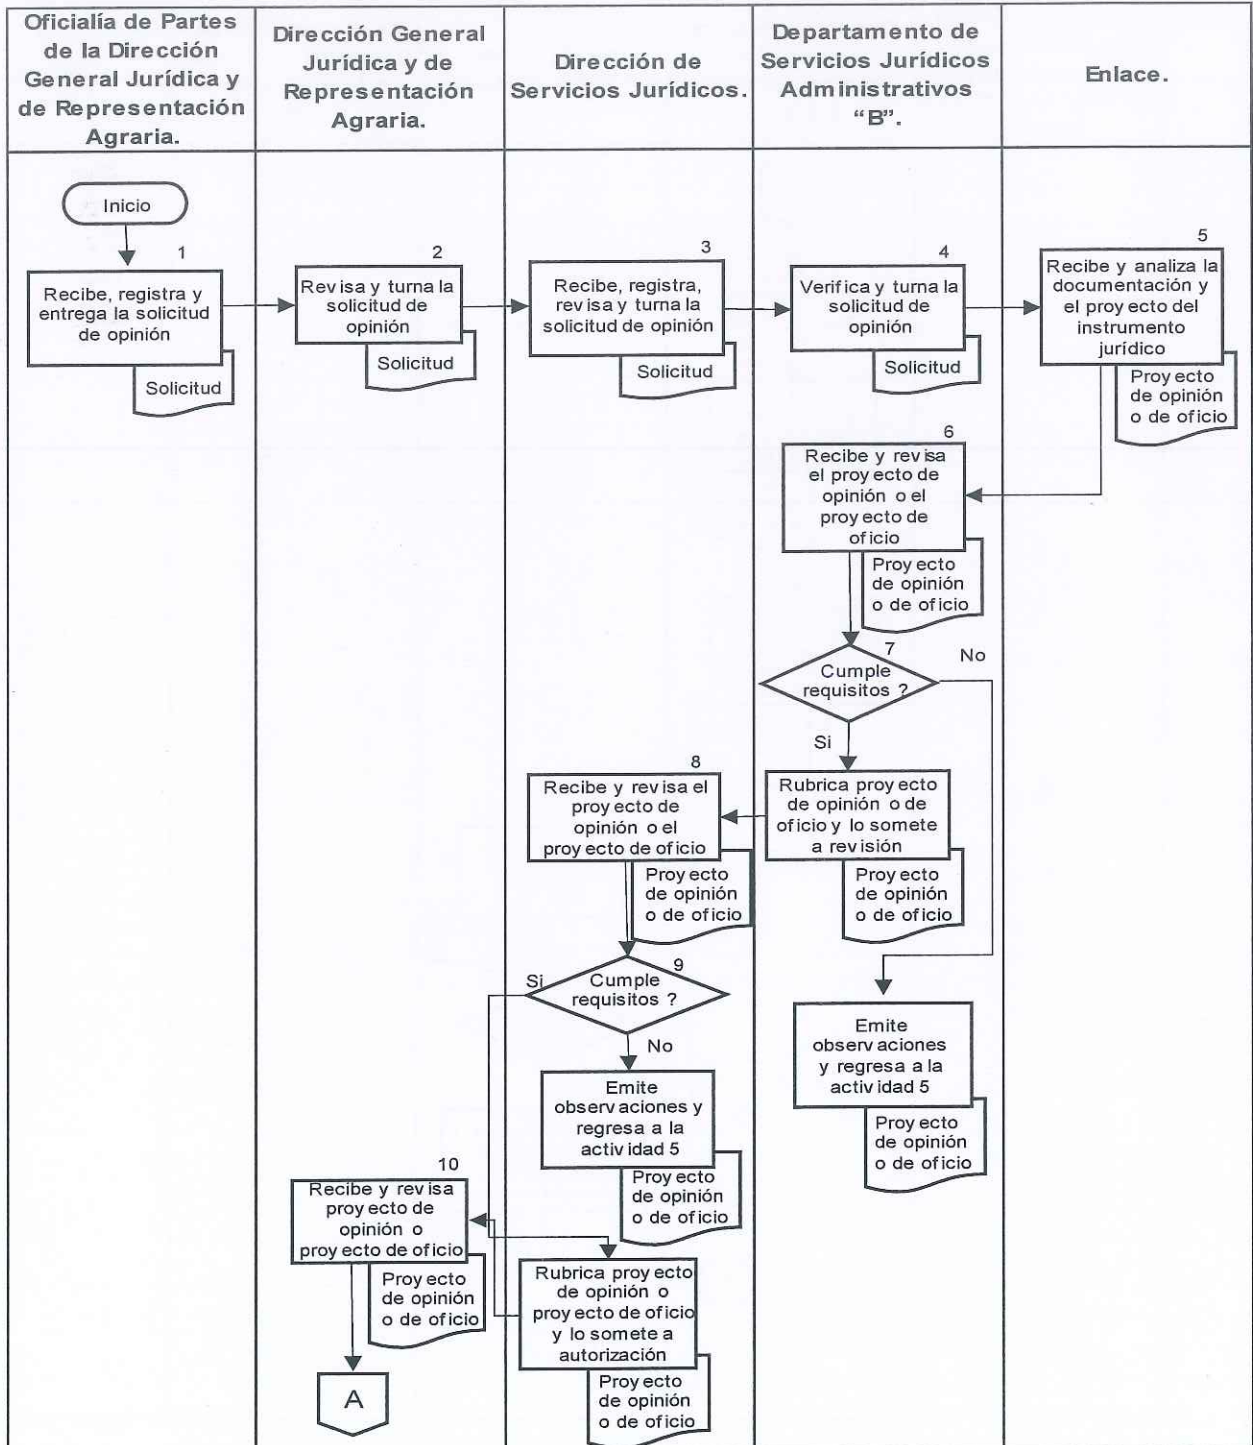 Oficialía de Partes
de la Dirección
General Jurídica y
de Representación
Agraria.
Dirección General
Jurídica y de
Representación
Agraria.
Dirección de
Servicios Jurídicos.
Departamento de
Servicios Jurídicos
Administrativos
“B”.
Enlace.
Inicio
1
Recibe, registra y
entrega la solicitud
de opinión
Solicitud
2
Revisa y turna la
solicitud de
opinión
Solicitud
3
Recibe, registra,
revisa y turna la
solicitud de opinión
Solicitud
4
Verifica y turna la
solicitud de
opinión
Solicitud
5
Recibe y analiza la
documentación y
el proyecto del
instrumento
jurídico
Proyecto
de opinión
o de oficio
6
Recibe y revisa
el proyecto de
opinión o el
proyecto de
oficio
Proyecto
de opinión
o de oficio
7
Cumple
requisitos ?
No
Si
Rubrica proyecto
de opinión o de
oficio y lo somete
a revisión
Proyecto
de opinión
o de oficio
8
Recibe y revisa el
proyecto de
opinión o el
proyecto de oficio
Proyecto
de opinión
o de oficio
9
Cumple
requisitos ?
Si
No
Emite
observaciones
y regresa a la
actividad 5
Proyecto
de opinión
o de oficio
Emite
observaciones y
regresa a la
actividad 5
Proyecto
de opinión
o de oficio
10
Recibe y revisa
proyecto de
opinión o
proyecto de oficio
Proyecto
de opinión
o de oficio
Rubrica proyecto
de opinión o
proyecto de oficio
y lo somete a
autorización
Proyecto
de opinión
o de oficio
A